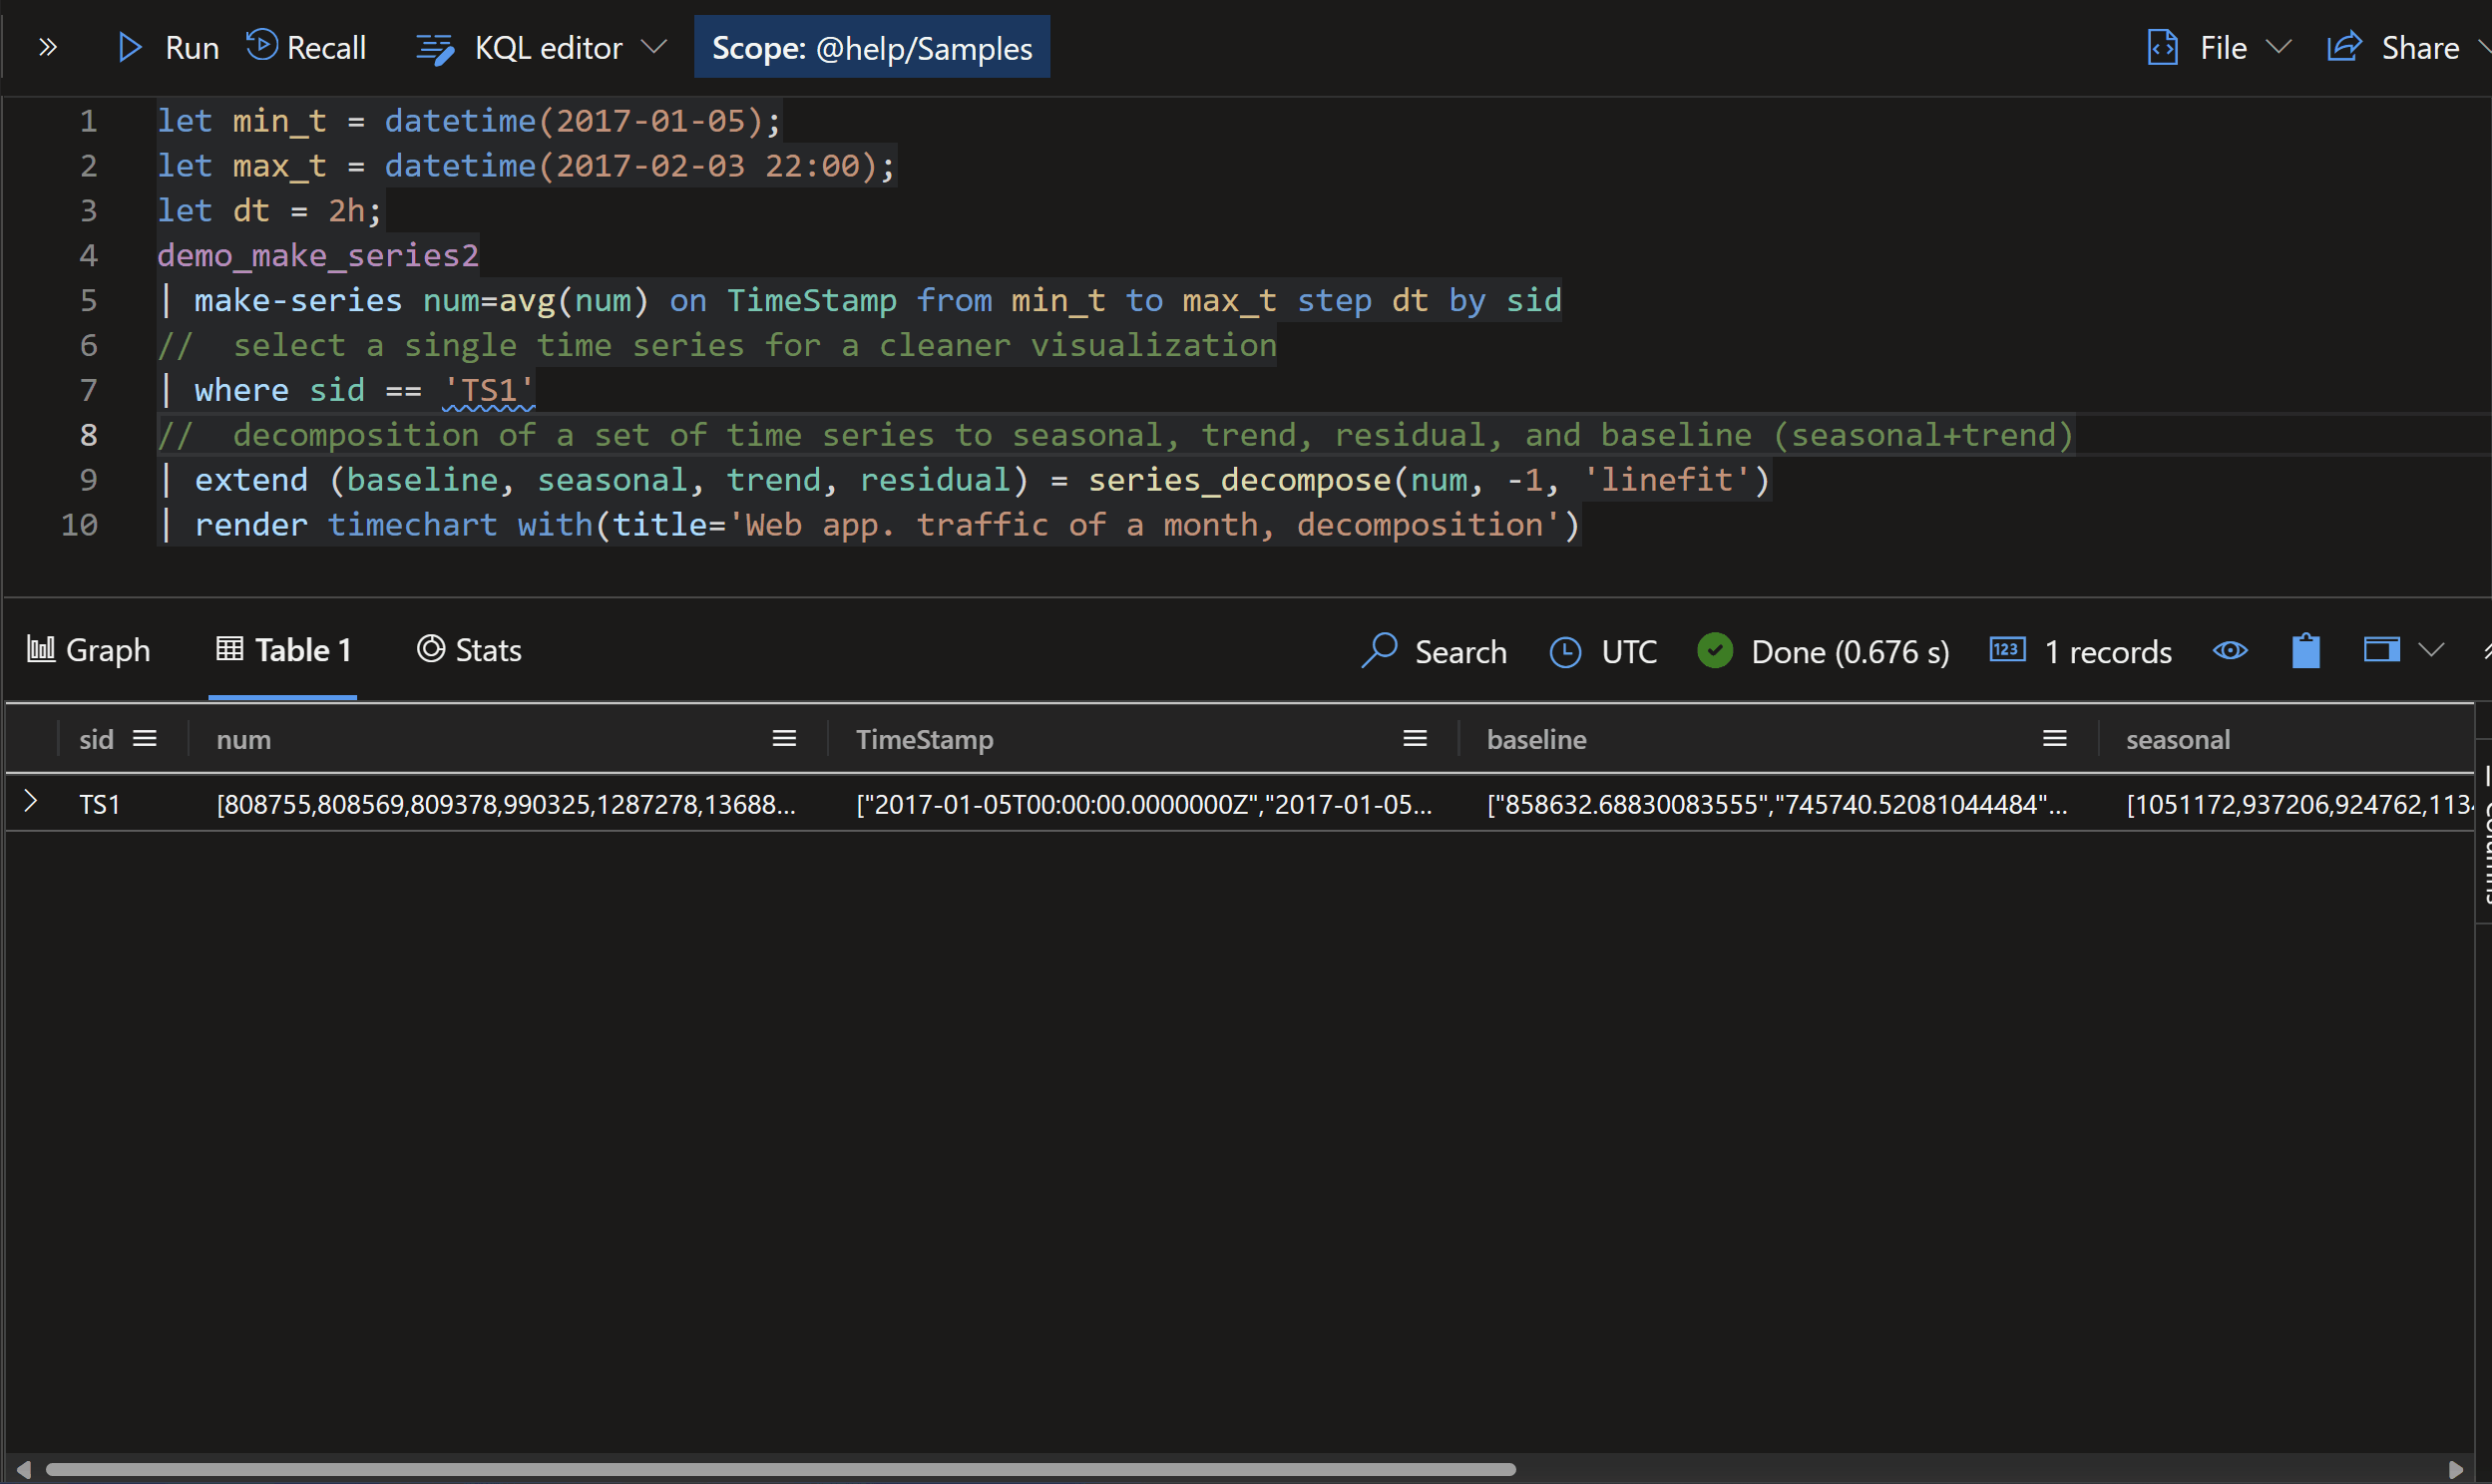 Run Recall KQL editor Scope: @help/Samples File Share
1 let min_t = datetime(2017-01-05);
2 let max_t = datetime(2017-02-03 22:00);
3 let dt = 2h;
4 demo_make_series2
5 | make-series num=avg(num) on TimeStamp from min_t to max_t step dt by sid
6 //  select a single time series for a cleaner visualization
7 | where sid == 'TS1'
8 //  decomposition of a set of time series to seasonal, trend, residual, and baseline (seasonal+trend)
9 | extend (baseline, seasonal, trend, residual) = series_decompose(num, -1, 'linefit')
10 | render timechart with(title='Web app. traffic of a month, decomposition')
Graph Table 1 Stats Search UTC Done (0.676 s) 123 1 records
sid num TimeStamp baseline seasonal
TS1 [808755,808569,809378,990325,1287278,13688... ["2017-01-05T00:00:00.0000000Z","2017-01-05... ["858632.68830083555","745740.52081044484"... [1051172,937206,924762,1134